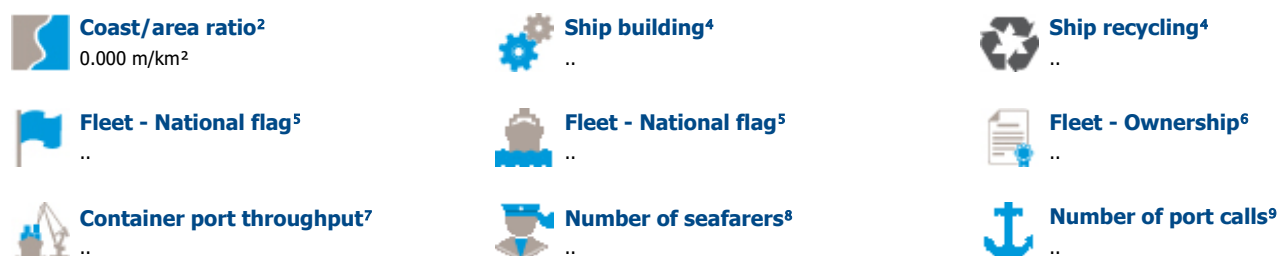 Coast/area ratio²
0.000 m/km²
Ship building⁴
..
Ship recycling⁴
..
Fleet - National flag⁵
..
Fleet - National flag⁵
..
Fleet - Ownership⁶
..
Container port throughput⁷
..
Number of seafarers⁸
..
Number of port calls⁹
..